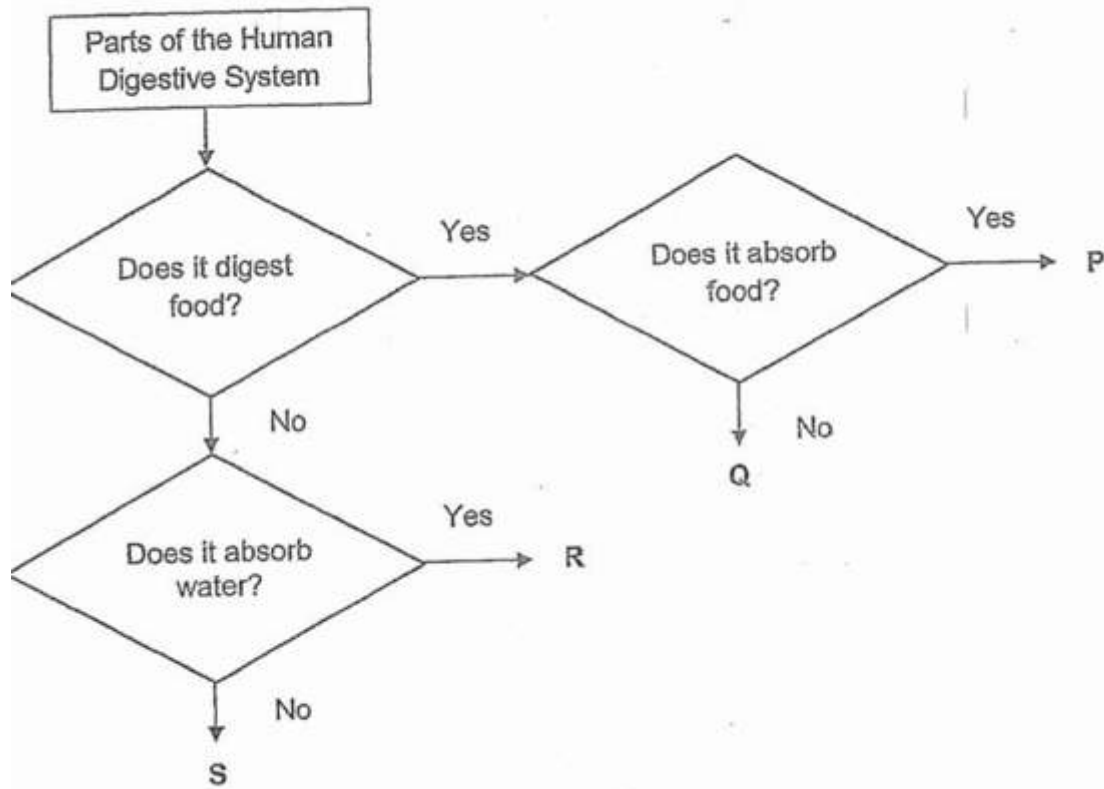 Parts of the Human
Digestive System
Does it digest
food?
Yes
Does it absorb
food?
Yes
P
No
Q
No
Does it absorb
water?
Yes
R
No
S